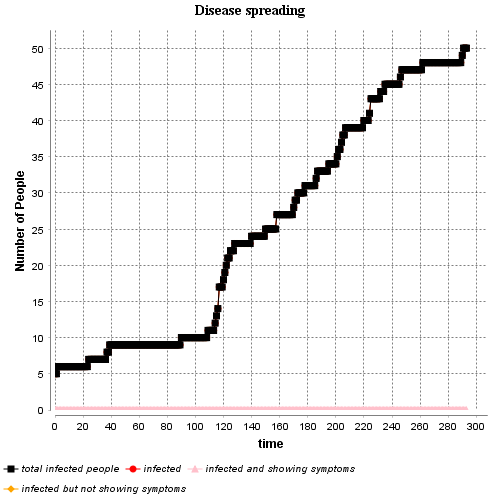 Disease spreading
50
45
40
35
30
25
20
15
10
5
0
Number of People
0 20 40 60 80 100 120 140 160 180 200 220 240 260 280 300
time
total infected people infected infected and showing symptoms
infected but not showing symptoms